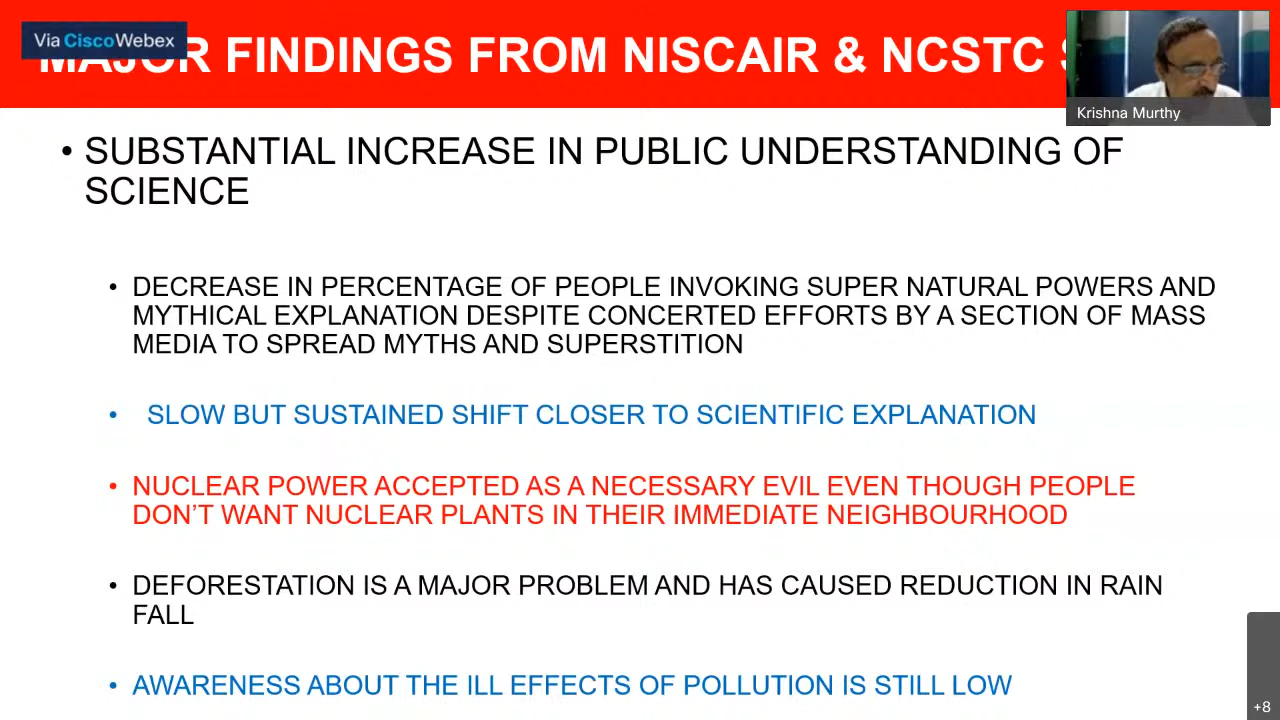 Via CiscoWebex
MAJOR FINDINGS FROM NISCAIR & NCSTC
Krishna Murthy
• SUBSTANTIAL INCREASE IN PUBLIC UNDERSTANDING OF
SCIENCE
• DECREASE IN PERCENTAGE OF PEOPLE INVOKING SUPER NATURAL POWERS AND
MYTHICAL EXPLANATION DESPITE CONCERTED EFFORTS BY A SECTION OF MASS
MEDIA TO SPREAD MYTHS AND SUPERSTITION
• SLOW BUT SUSTAINED SHIFT CLOSER TO SCIENTIFIC EXPLANATION
• NUCLEAR POWER ACCEPTED AS A NECESSARY EVIL EVEN THOUGH PEOPLE
DON’T WANT NUCLEAR PLANTS IN THEIR IMMEDIATE NEIGHBOURHOOD
• DEFORESTATION IS A MAJOR PROBLEM AND HAS CAUSED REDUCTION IN RAIN
FALL
• AWARENESS ABOUT THE ILL EFFECTS OF POLLUTION IS STILL LOW
+8